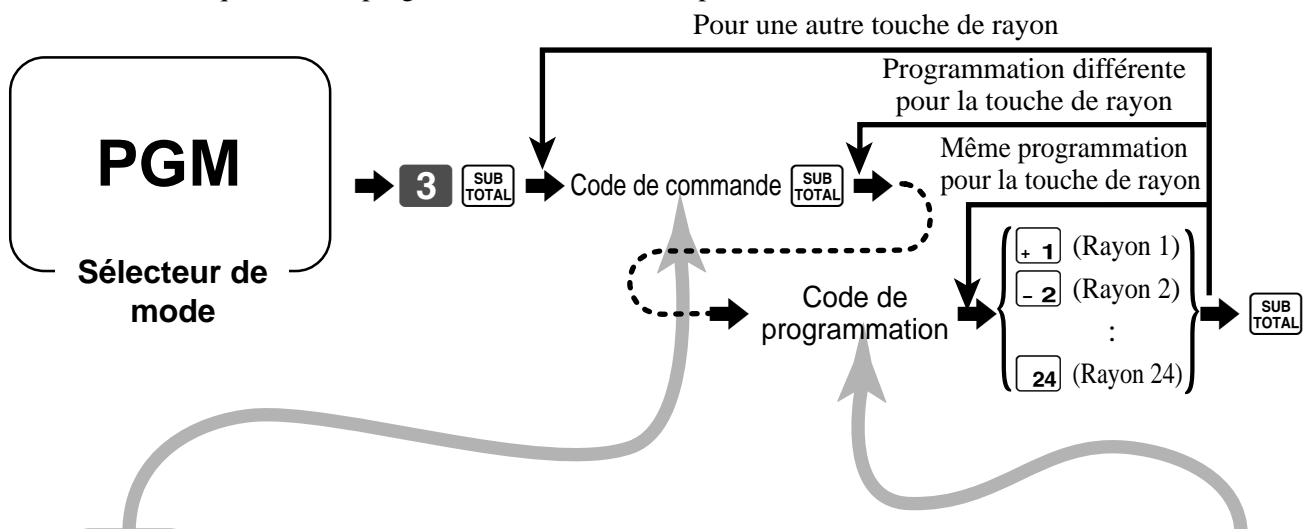 Pour une autre touche de rayon
Programmation différente
pour la touche de rayon
Même programmation
pour la touche de rayon
PGM
Sélecteur de
mode
3 SUB TOTAL Code de commande SUB TOTAL
Code de
programmation
+ 1 (Rayon 1)
- 2 (Rayon 2)
:
24 (Rayon 24)
SUB
TOTAL